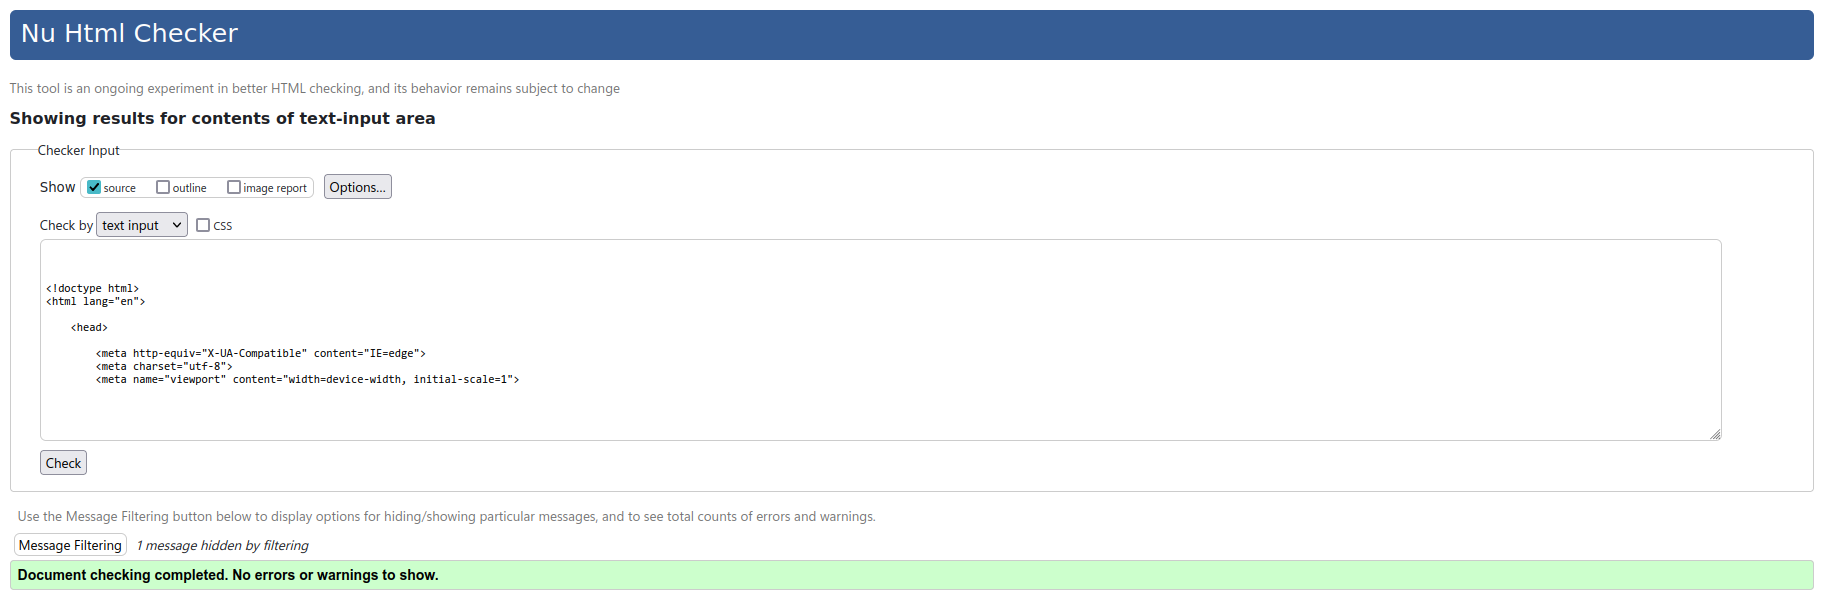 Nu Html Checker
This tool is an ongoing experiment in better HTML checking, and its behavior remains subject to change
Showing results for contents of text-input area
Checker Input
Show source outline image report Options...
Check by text input CSS
<!doctype html>
<html lang="en">
<head>
<meta http-equiv="X-UA-Compatible" content="IE=edge">
<meta charset="utf-8">
<meta name="viewport" content="width=device-width, initial-scale=1">
Check
Use the Message Filtering button below to display options for hiding/showing particular messages, and to see total counts of errors and warnings.
Message Filtering 1 message hidden by filtering
Document checking completed. No errors or warnings to show.